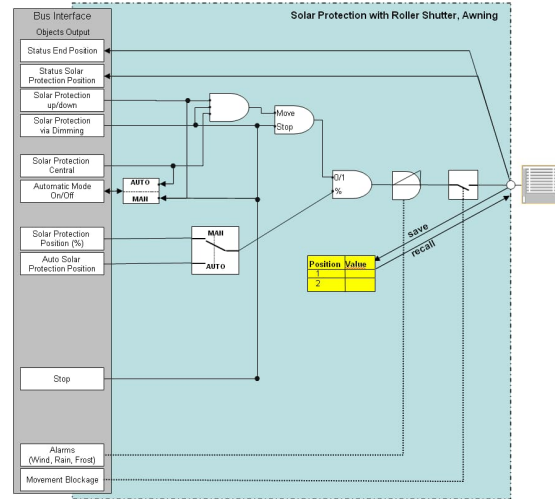 Bus Interface
Solar Protection with Roller Shutter, Awning
Objects Output
Status End Position
Status Solar
Protection Position
Solar Protection
up/down
Solar Protection
via Dimming
Move
Stop
Solar Protection
Central
Automatic Mode
On/Off
AUTO
MAN
0/1
%
Solar Protection
Position (%)
Auto Solar
Protection Position
MAN
AUTO
save
recall
Position Value
1
2
Stop
Alarms
(Wind, Rain, Frost)
Movement Blockage